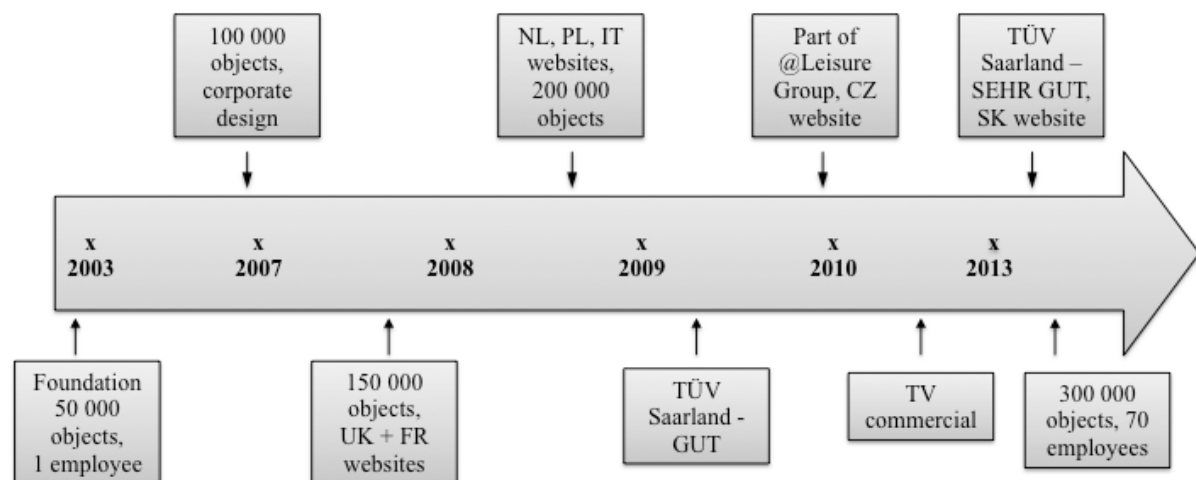 100 000
objects,
corporate
design
NL, PL, IT
websites,
200 000
objects
Part of
@Leisure
Group, CZ
website
TÜV
Saarland –
SEHR GUT,
SK website
x x x x x x
2003 2007 2008 2009 2010 2013
Foundation
50 000
objects,
1 employee
150 000
objects,
UK + FR
websites
TÜV
Saarland -
GUT
TV
commercial
300 000
objects, 70
employees